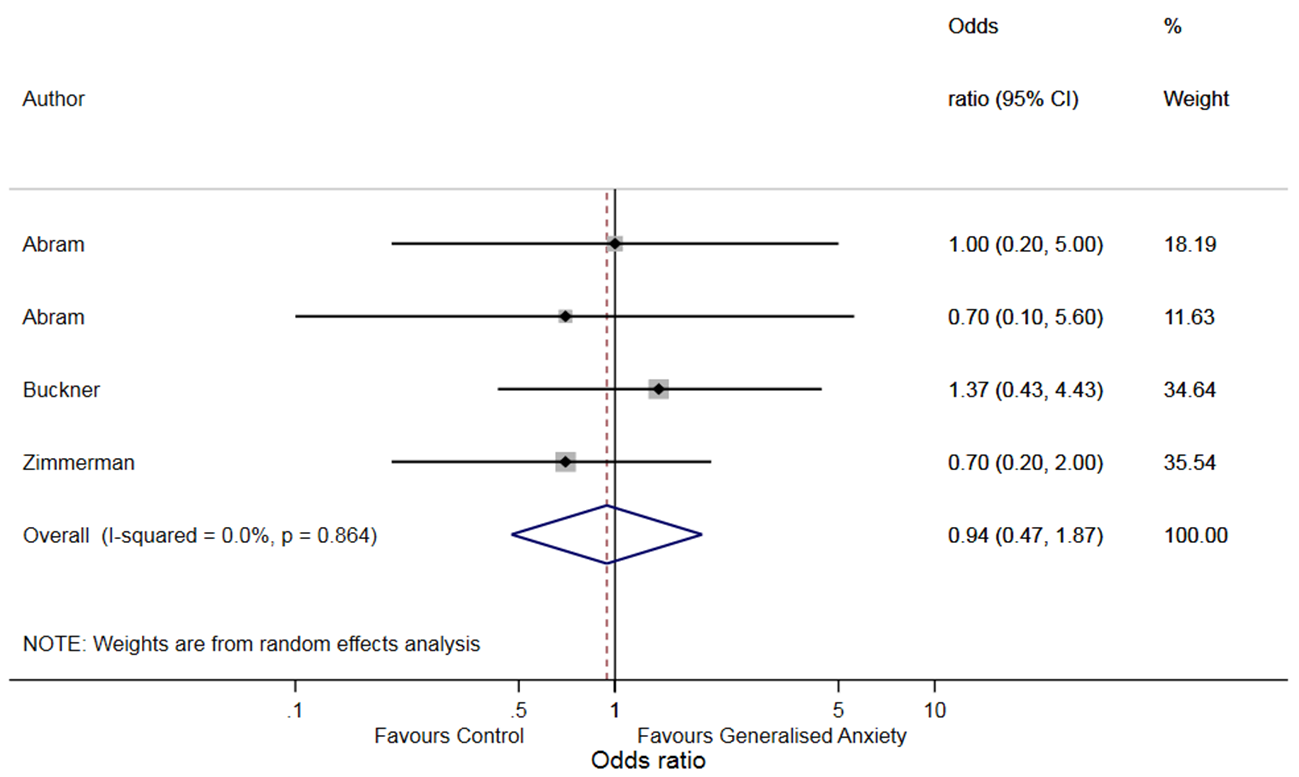 Odds %
Author ratio (95% CI) Weight
Abram 1.00 (0.20, 5.00) 18.19
Abram 0.70 (0.10, 5.60) 11.63
Buckner 1.37 (0.43, 4.43) 34.64
Zimmerman 0.70 (0.20, 2.00) 35.54
Overall (I-squared = 0.0%, p = 0.864) 0.94 (0.47, 1.87) 100.00
NOTE: Weights are from random effects analysis
.1 .5 1 5 10
Favours Control Favours Generalised Anxiety
Odds ratio